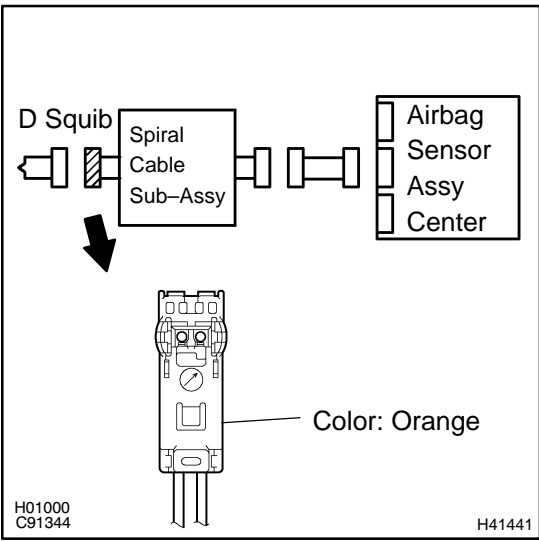 D Squib
Spiral
Cable
Sub–Assy
Airbag
Sensor
Assy
Center
Color: Orange
H01000
C91344
H41441